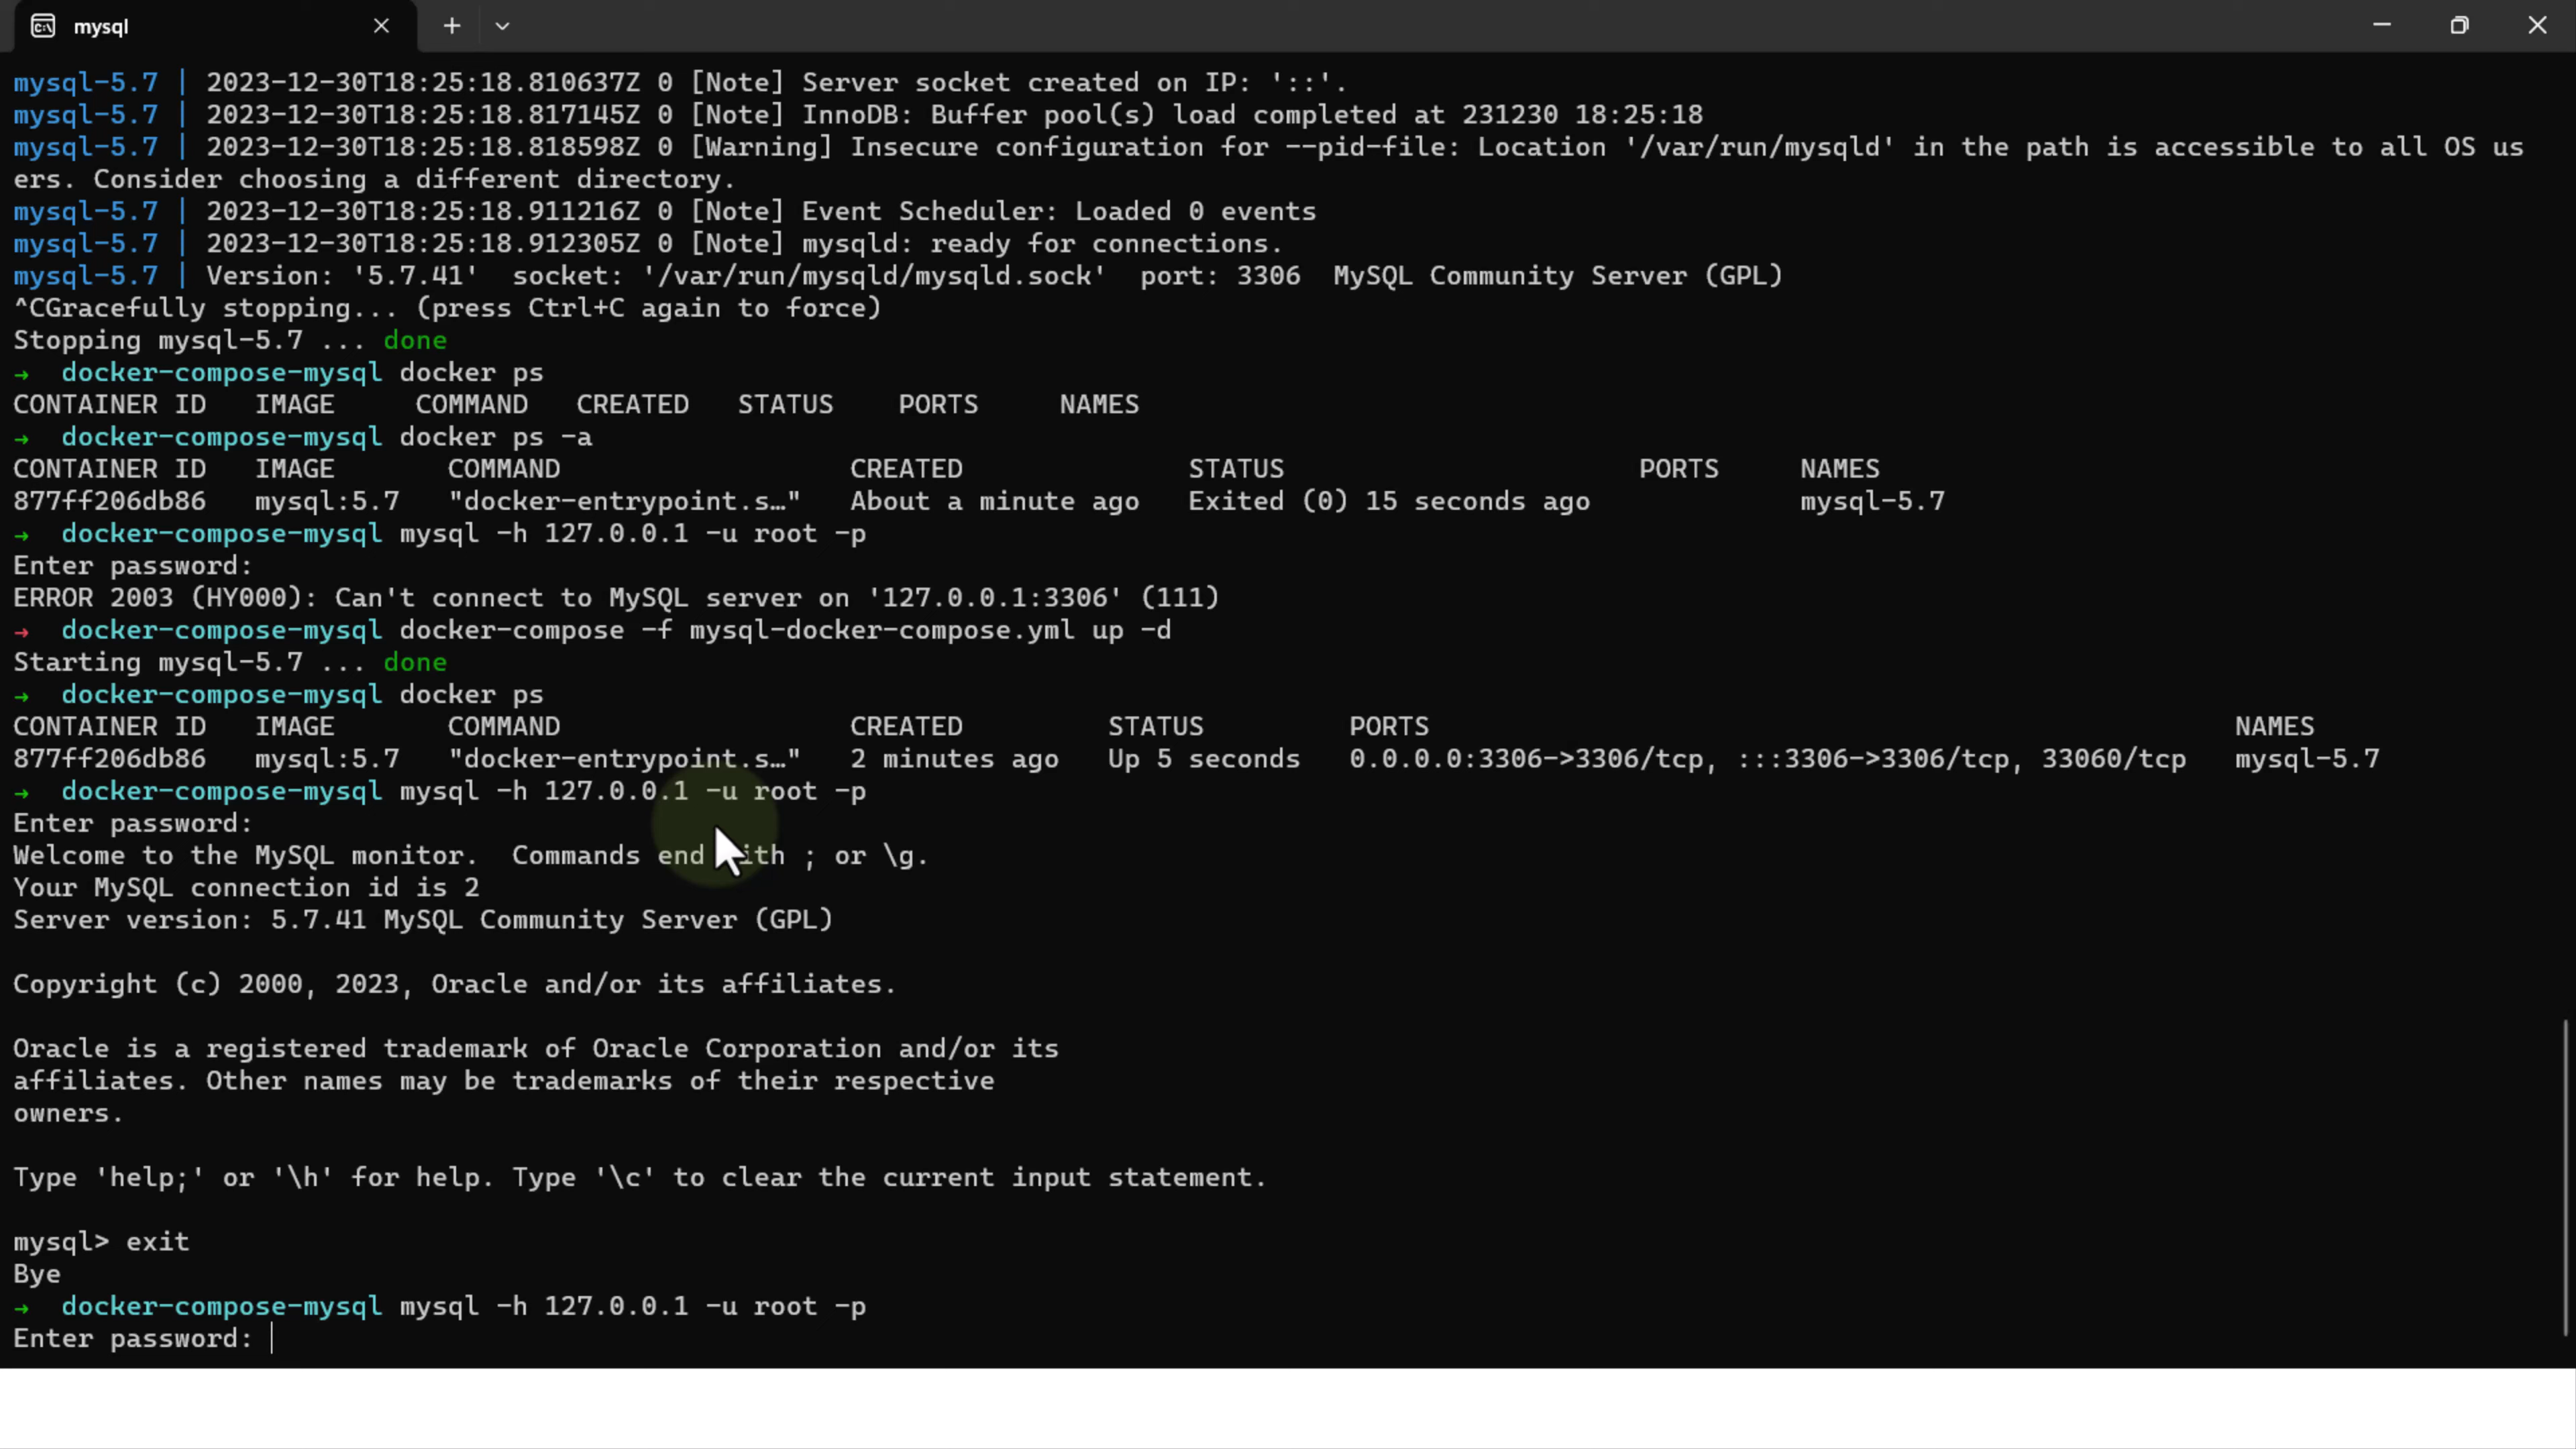 mysql
mysql-5.7 | 2023-12-30T18:25:18.810637Z 0 [Note] Server socket created on IP: '::'.
mysql-5.7 | 2023-12-30T18:25:18.817145Z 0 [Note] InnoDB: Buffer pool(s) load completed at 231230 18:25:18
mysql-5.7 | 2023-12-30T18:25:18.818598Z 0 [Warning] Insecure configuration for --pid-file: Location '/var/run/mysqld' in the path is accessible to all OS us
ers. Consider choosing a different directory.
mysql-5.7 | 2023-12-30T18:25:18.911216Z 0 [Note] Event Scheduler: Loaded 0 events
mysql-5.7 | 2023-12-30T18:25:18.912305Z 0 [Note] mysqld: ready for connections.
mysql-5.7 | Version: '5.7.41'  socket: '/var/run/mysqld/mysqld.sock'  port: 3306  MySQL Community Server (GPL)
^CGracefully stopping... (press Ctrl+C again to force)
Stopping mysql-5.7 ... done
→  docker-compose-mysql docker ps
CONTAINER ID   IMAGE     COMMAND   CREATED   STATUS    PORTS     NAMES
→  docker-compose-mysql docker ps -a
CONTAINER ID   IMAGE       COMMAND                  CREATED              STATUS                      PORTS     NAMES
877ff206db86   mysql:5.7   "docker-entrypoint.s…"   About a minute ago   Exited (0) 15 seconds ago             mysql-5.7
→  docker-compose-mysql mysql -h 127.0.0.1 -u root -p
Enter password:
ERROR 2003 (HY000): Can't connect to MySQL server on '127.0.0.1:3306' (111)
→  docker-compose-mysql docker-compose -f mysql-docker-compose.yml up -d
Starting mysql-5.7 ... done
→  docker-compose-mysql docker ps
CONTAINER ID   IMAGE       COMMAND                  CREATED         STATUS         PORTS                                                  NAMES
877ff206db86   mysql:5.7   "docker-entrypoint.s…"   2 minutes ago   Up 5 seconds   0.0.0.0:3306->3306/tcp, :::3306->3306/tcp, 33060/tcp   mysql-5.7
→  docker-compose-mysql mysql -h 127.0.0.1 -u root -p
Enter password:
Welcome to the MySQL monitor.  Commands end with ; or \g.
Your MySQL connection id is 2
Server version: 5.7.41 MySQL Community Server (GPL)
Copyright (c) 2000, 2023, Oracle and/or its affiliates.
Oracle is a registered trademark of Oracle Corporation and/or its
affiliates. Other names may be trademarks of their respective
owners.
Type 'help;' or '\h' for help. Type '\c' to clear the current input statement.
mysql> exit
Bye
→  docker-compose-mysql mysql -h 127.0.0.1 -u root -p
Enter password: